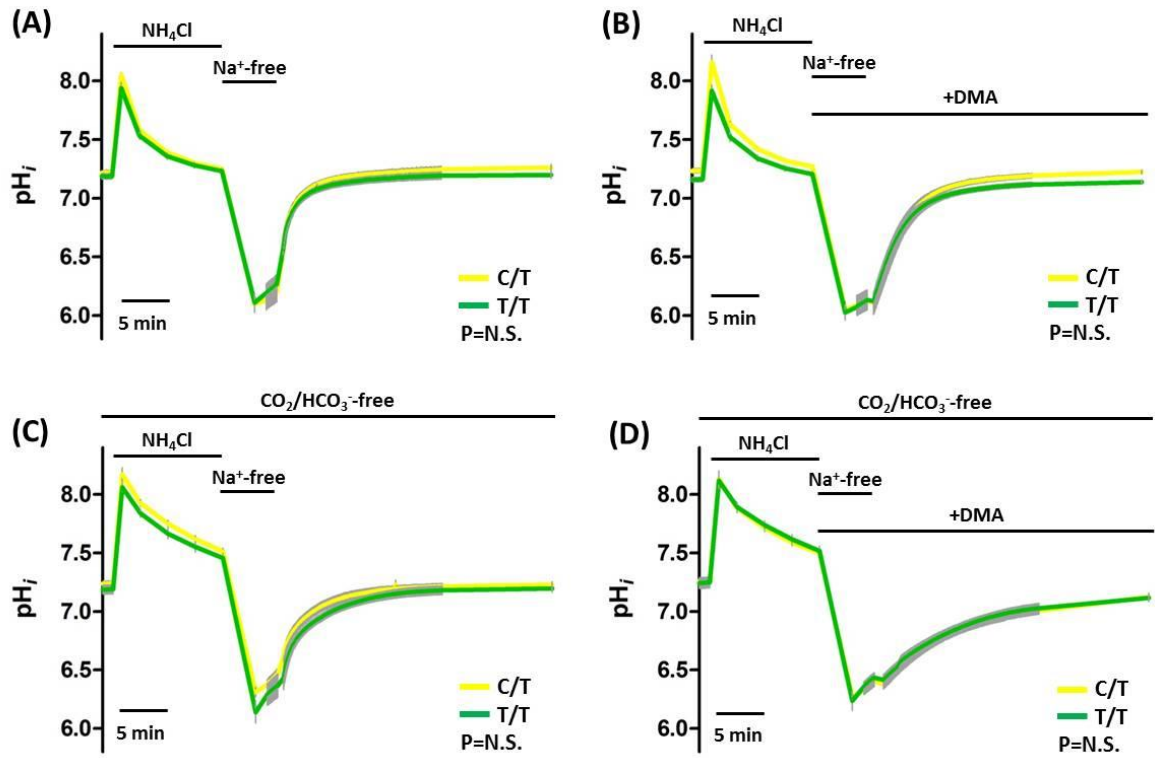 (A)
NH₄Cl
Na⁺-free
8.0
7.5
7.0
6.5
6.0
pHi
5 min
C/T
T/T
P=N.S.
(B)
NH₄Cl
Na⁺-free
+DMA
8.0
7.5
7.0
6.5
6.0
pHi
5 min
C/T
T/T
P=N.S.
CO₂/HCO₃⁻-free
(C)
NH₄Cl
Na⁺-free
8.0
7.5
7.0
6.5
6.0
pHi
5 min
C/T
T/T
P=N.S.
CO₂/HCO₃⁻-free
(D)
NH₄Cl
Na⁺-free
+DMA
8.0
7.5
7.0
6.5
6.0
pHi
5 min
C/T
T/T
P=N.S.